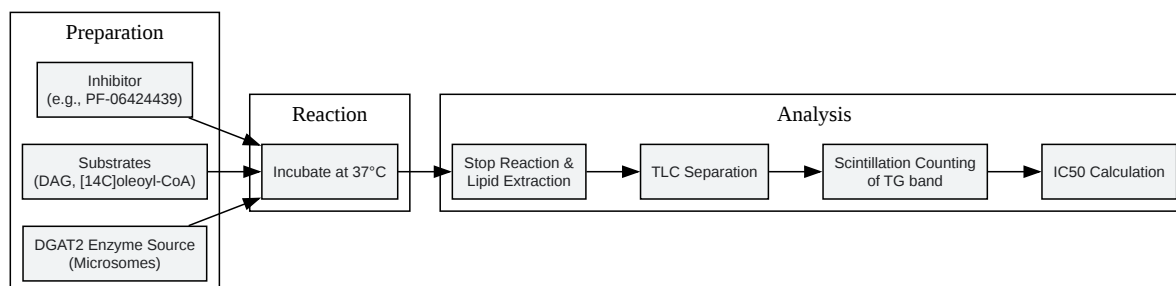 Preparation
Inhibitor
(e.g., PF-06424439)
Substrates
(DAG, [14C]oleoyl-CoA)
DGAT2 Enzyme Source
(Microsomes)
Reaction
Incubate at 37°C
Analysis
Stop Reaction &
Lipid Extraction
TLC Separation
Scintillation Counting
of TG band
IC50 Calculation